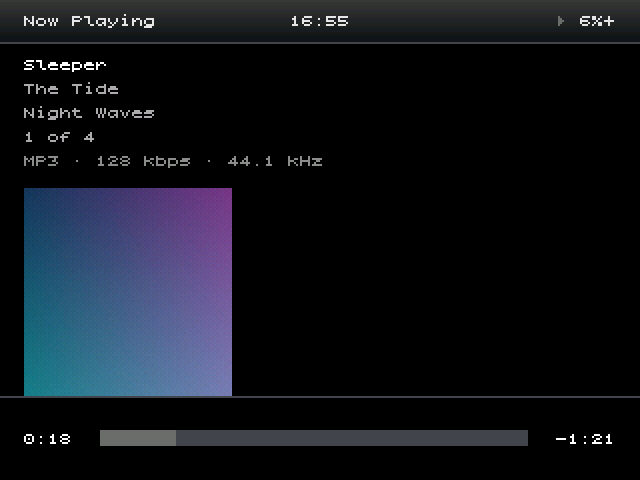 Now Playing 16:55 6%+
Sleeper
The Tide
Night Waves
1 of 4
MP3 · 128 kbps · 44.1 kHz
0:18 -1:21